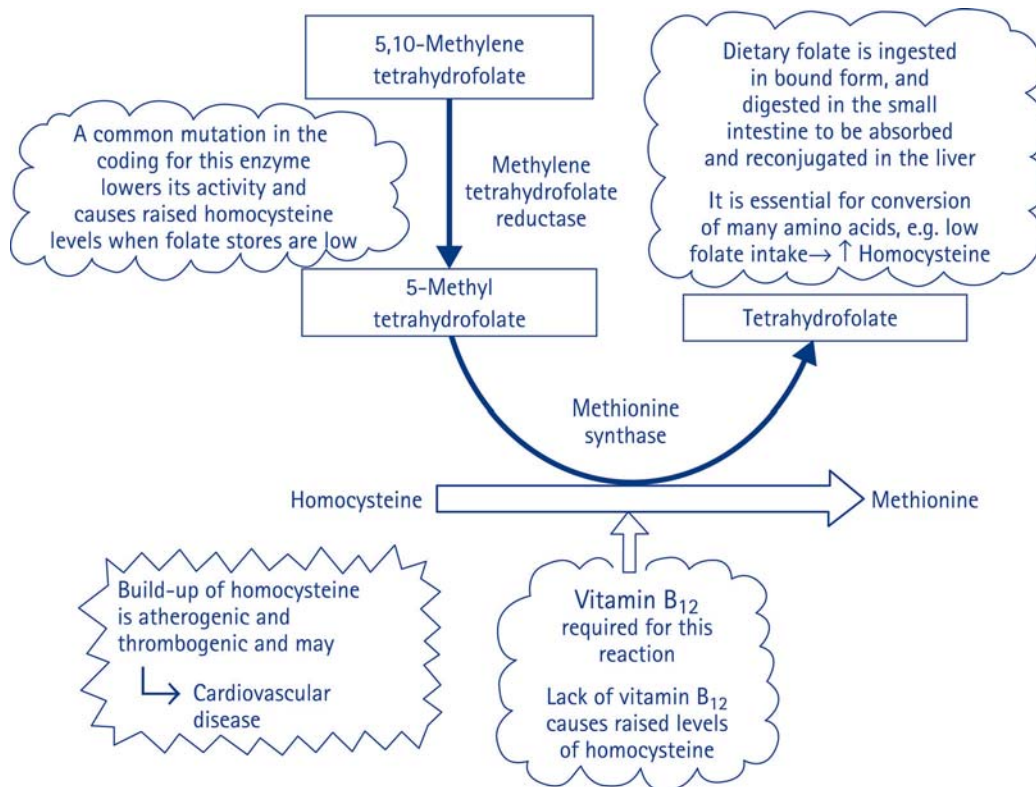 5,10-Methylene
tetrahydrofolate
A common mutation in the
coding for this enzyme
lowers its activity and
causes raised homocysteine
levels when folate stores are low
Methylene
tetrahydrofolate
reductase
Dietary folate is ingested
in bound form, and
digested in the small
intestine to be absorbed
and reconjugated in the liver
It is essential for conversion
of many amino acids, e.g. low
folate intake→ ↑ Homocysteine
5-Methyl
tetrahydrofolate
Tetrahydrofolate
Methionine
synthase
Homocysteine
Methionine
Build-up of homocysteine
is atherogenic and
thrombogenic and may
Cardiovascular
disease
Vitamin B₁₂
required for this
reaction
Lack of vitamin B₁₂
causes raised levels
of homocysteine